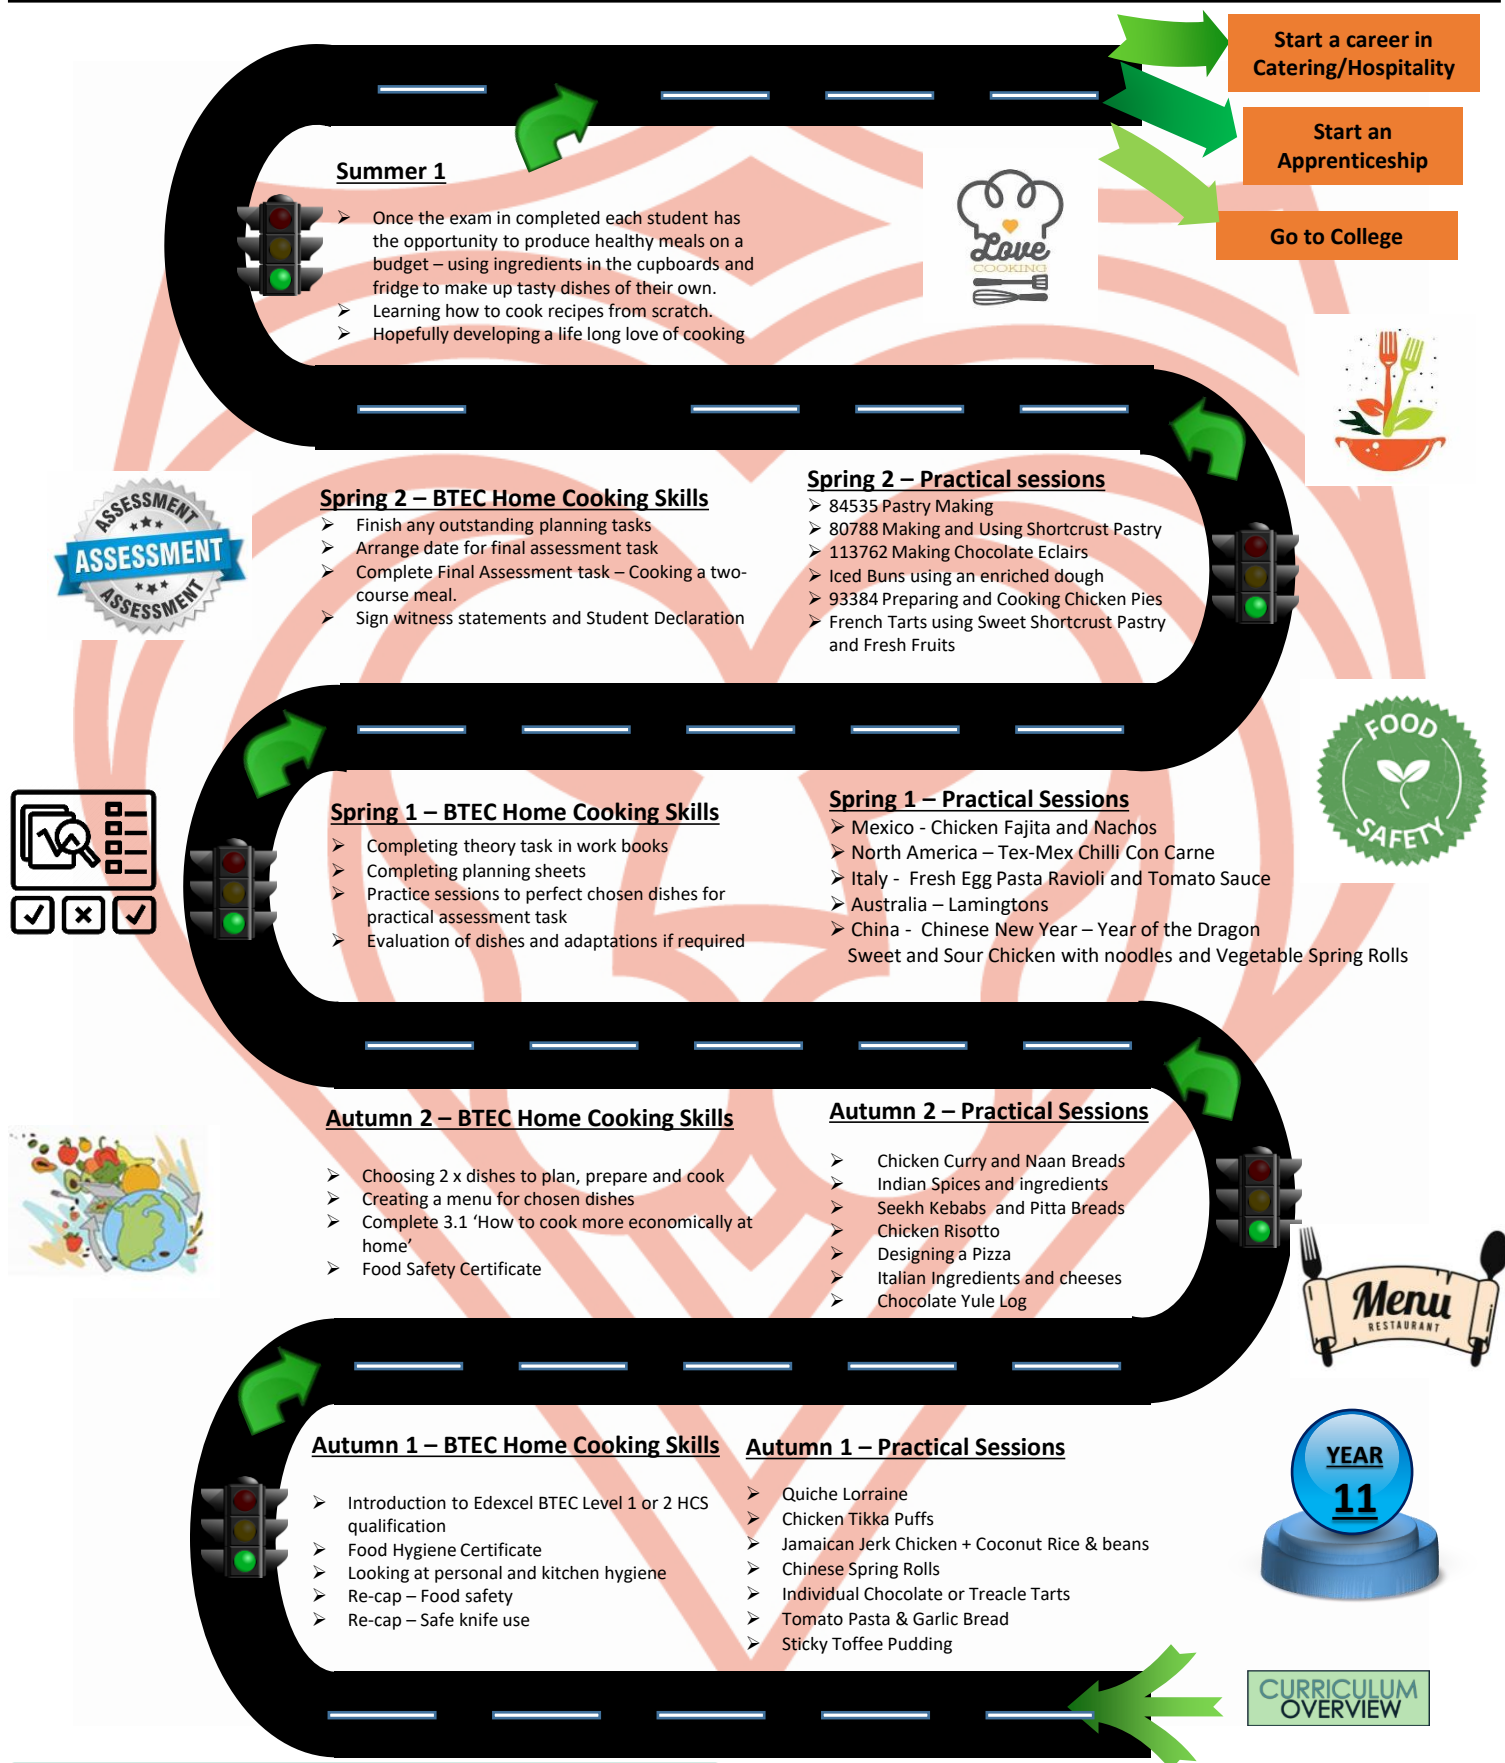 Start a career in
Catering/Hospitality
Start an
Apprenticeship
Go to College
Summer 1
➢ Once the exam in completed each student has
the opportunity to produce healthy meals on a
budget – using ingredients in the cupboards and
fridge to make up tasty dishes of their own.
➢ Learning how to cook recipes from scratch.
➢ Hopefully developing a life long love of cooking
Love
COOKING
ASSESSMENT
ASSESSMENT
ASSESSMENT
Spring 2 – BTEC Home Cooking Skills
➢ Finish any outstanding planning tasks
➢ Arrange date for final assessment task
➢ Complete Final Assessment task – Cooking a two-
course meal.
➢ Sign witness statements and Student Declaration
Spring 2 – Practical sessions
➢ 84535 Pastry Making
➢ 80788 Making and Using Shortcrust Pastry
➢ 113762 Making Chocolate Eclairs
➢ Iced Buns using an enriched dough
➢ 93384 Preparing and Cooking Chicken Pies
➢ French Tarts using Sweet Shortcrust Pastry
and Fresh Fruits
FOOD
SAFETY
Spring 1 – BTEC Home Cooking Skills
➢ Completing theory task in work books
➢ Completing planning sheets
➢ Practice sessions to perfect chosen dishes for
practical assessment task
➢ Evaluation of dishes and adaptations if required
Spring 1 – Practical Sessions
➢ Mexico - Chicken Fajita and Nachos
➢ North America – Tex-Mex Chilli Con Carne
➢ Italy - Fresh Egg Pasta Ravioli and Tomato Sauce
➢ Australia – Lamingtons
➢ China - Chinese New Year – Year of the Dragon
Sweet and Sour Chicken with noodles and Vegetable Spring Rolls
Autumn 2 – BTEC Home Cooking Skills
➢ Choosing 2 x dishes to plan, prepare and cook
➢ Creating a menu for chosen dishes
➢ Complete 3.1 ‘How to cook more economically at
home’
➢ Food Safety Certificate
Autumn 2 – Practical Sessions
➢ Chicken Curry and Naan Breads
➢ Indian Spices and ingredients
➢ Seekh Kebabs and Pitta Breads
➢ Chicken Risotto
➢ Designing a Pizza
➢ Italian Ingredients and cheeses
➢ Chocolate Yule Log
Menu
RESTAURANT
Autumn 1 – BTEC Home Cooking Skills
➢ Introduction to Edexcel BTEC Level 1 or 2 HCS
qualification
➢ Food Hygiene Certificate
➢ Looking at personal and kitchen hygiene
➢ Re-cap – Food safety
➢ Re-cap – Safe knife use
Autumn 1 – Practical Sessions
➢ Quiche Lorraine
➢ Chicken Tikka Puffs
➢ Jamaican Jerk Chicken + Coconut Rice & beans
➢ Chinese Spring Rolls
➢ Individual Chocolate or Treacle Tarts
➢ Tomato Pasta & Garlic Bread
➢ Sticky Toffee Pudding
YEAR
11
CURRICULUM
OVERVIEW